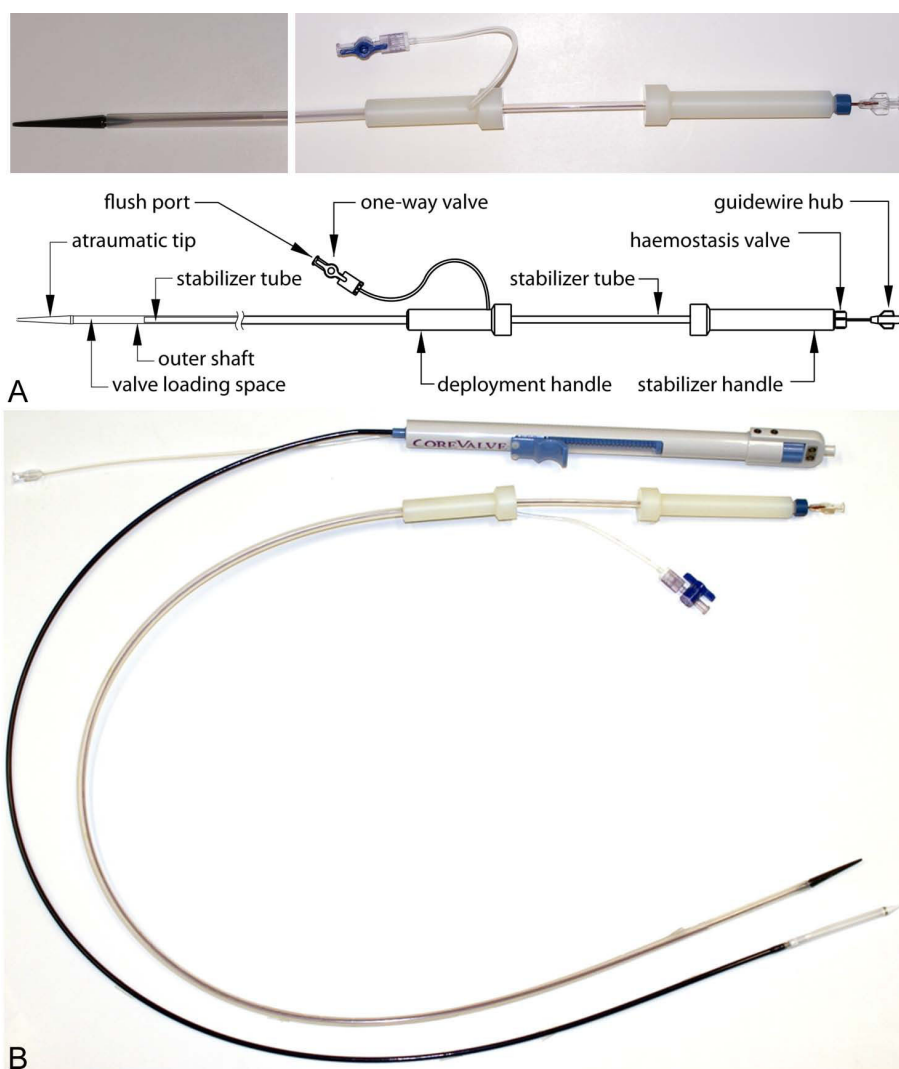 flush port
one-way valve
guidewire hub
atraumatic tip
haemostasis valve
stabilizer tube
stabilizer tube
outer shaft
valve loading space
deployment handle
stabilizer handle
A
COREVALVE
B